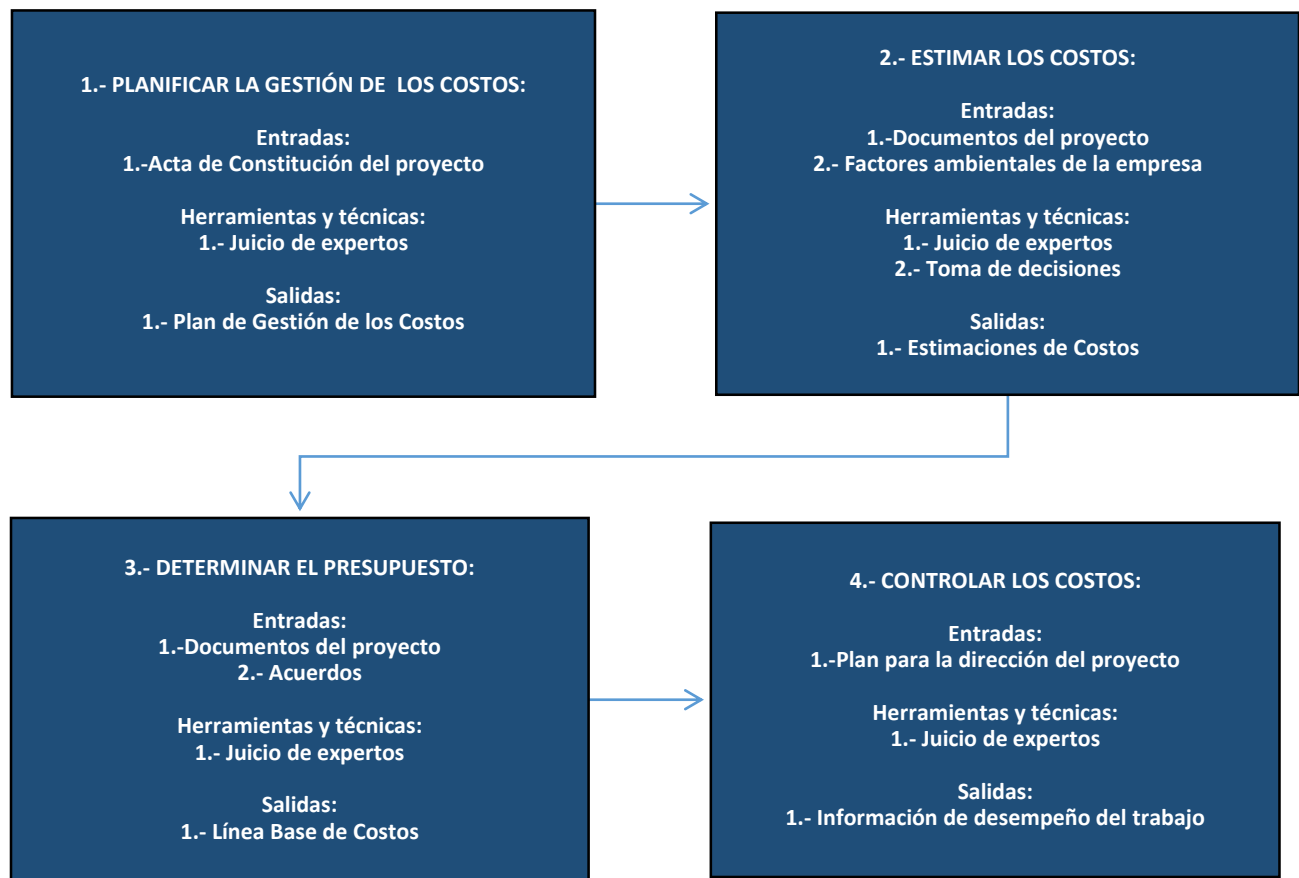 1.- PLANIFICAR LA GESTIÓN DE LOS COSTOS:
Entradas:
1.-Acta de Constitución del proyecto
Herramientas y técnicas:
1.- Juicio de expertos
Salidas:
1.- Plan de Gestión de los Costos
2.- ESTIMAR LOS COSTOS:
Entradas:
1.-Documentos del proyecto
2.- Factores ambientales de la empresa
Herramientas y técnicas:
1.- Juicio de expertos
2.- Toma de decisiones
Salidas:
1.- Estimaciones de Costos
3.- DETERMINAR EL PRESUPUESTO:
Entradas:
1.-Documentos del proyecto
2.- Acuerdos
Herramientas y técnicas:
1.- Juicio de expertos
Salidas:
1.- Línea Base de Costos
4.- CONTROLAR LOS COSTOS:
Entradas:
1.-Plan para la dirección del proyecto
Herramientas y técnicas:
1.- Juicio de expertos
Salidas:
1.- Información de desempeño del trabajo